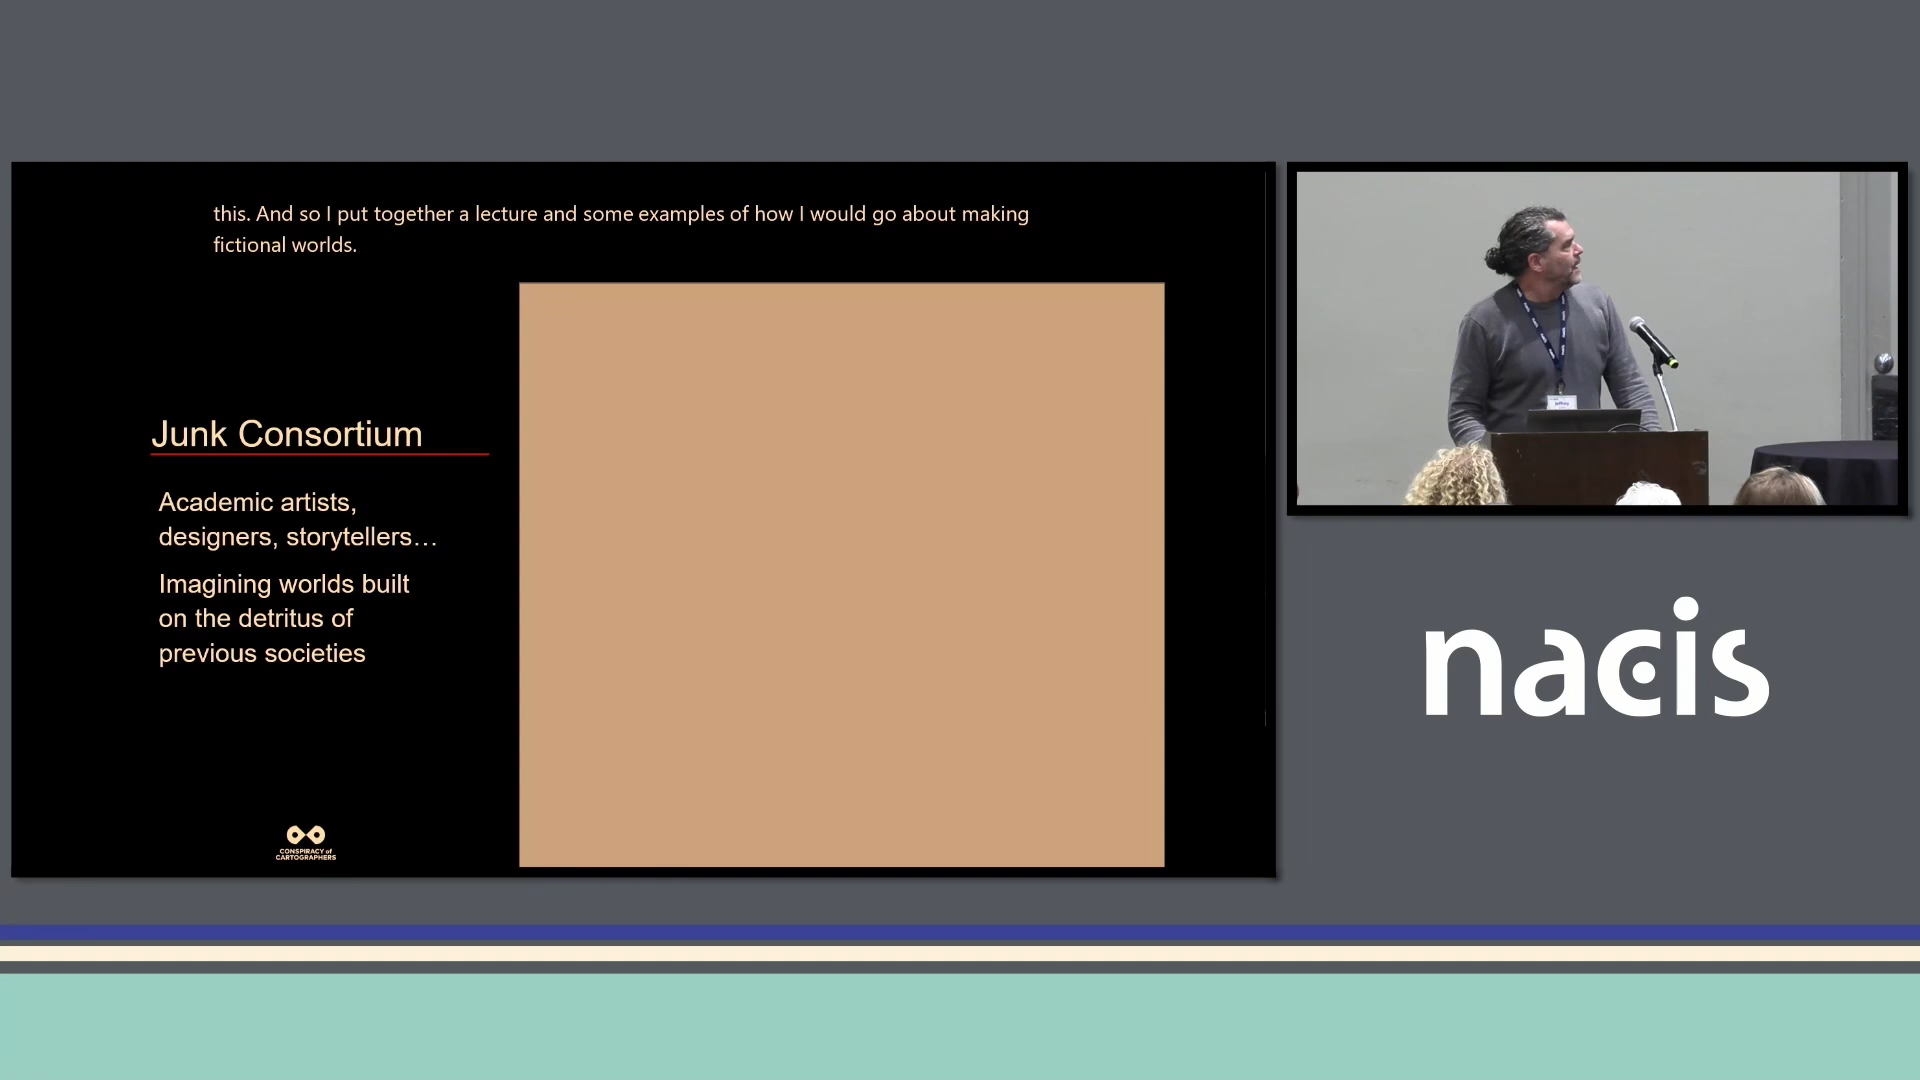 this. And so I put together a lecture and some examples of how I would go about making
fictional worlds.
Junk Consortium
Academic artists,
designers, storytellers…
Imagining worlds built
on the detritus of
previous societies
CONSPIRACY of
CARTOGRAPHERS
nacis